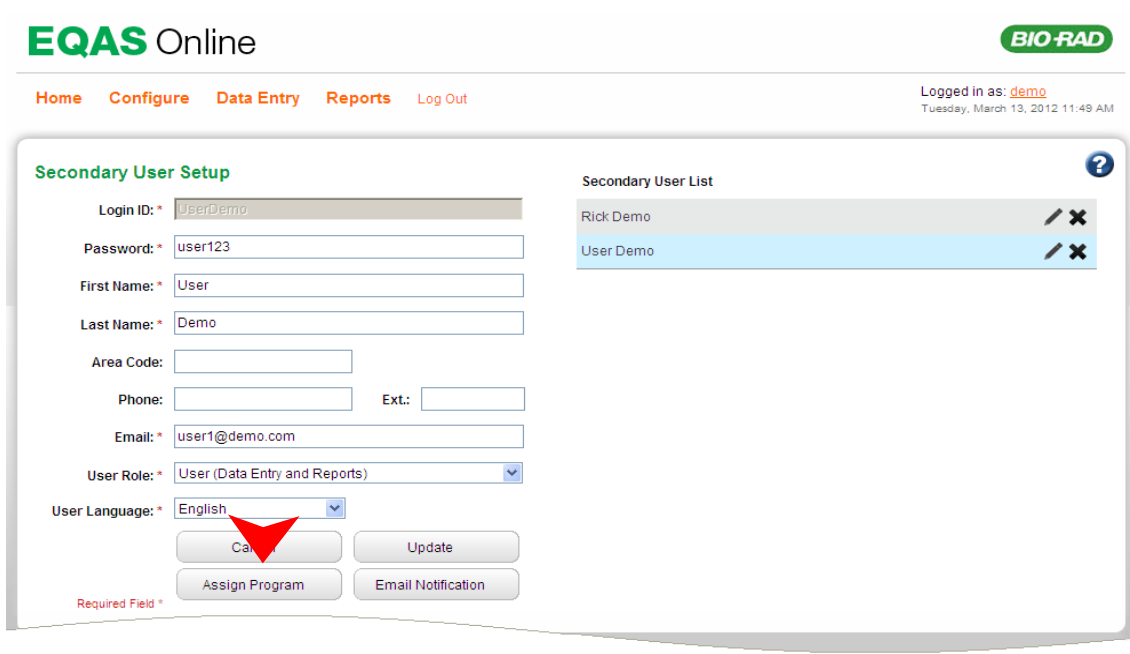 EQAS Online
BIO-RAD
Home Configure Data Entry Reports Log Out
Logged in as: demo
Tuesday, March 13, 2012 11:49 AM
Secondary User Setup
Login ID: * UserDemo
Password: * user123
First Name: * User
Last Name: * Demo
Area Code:
Phone:
Ext.:
Email: * user1@demo.com
User Role: * User (Data Entry and Reports)
User Language: * English
Update
Assign Program
Email Notification
Required Field *
Secondary User List
Rick Demo
User Demo
?